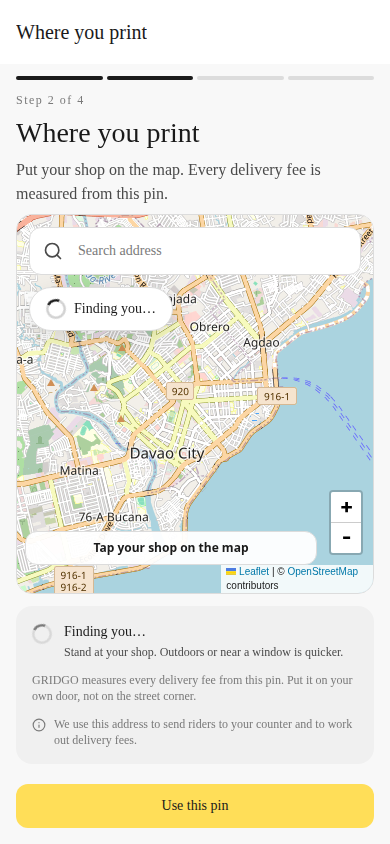 Where you print
Step 2 of 4
Where you print
Put your shop on the map. Every delivery fee is
measured from this pin.
Search address
Finding you…
Obrero
Agdao
920
916-1
Davao City
Matina
76-A Bucana
+
-
Tap your shop on the map
916-1
916-2
Leaflet | © OpenStreetMap
contributors
Finding you…
Stand at your shop. Outdoors or near a window is quicker.
GRIDGO measures every delivery fee from this pin. Put it on your
own door, not on the street corner.
We use this address to send riders to your counter and to work
out delivery fees.
Use this pin